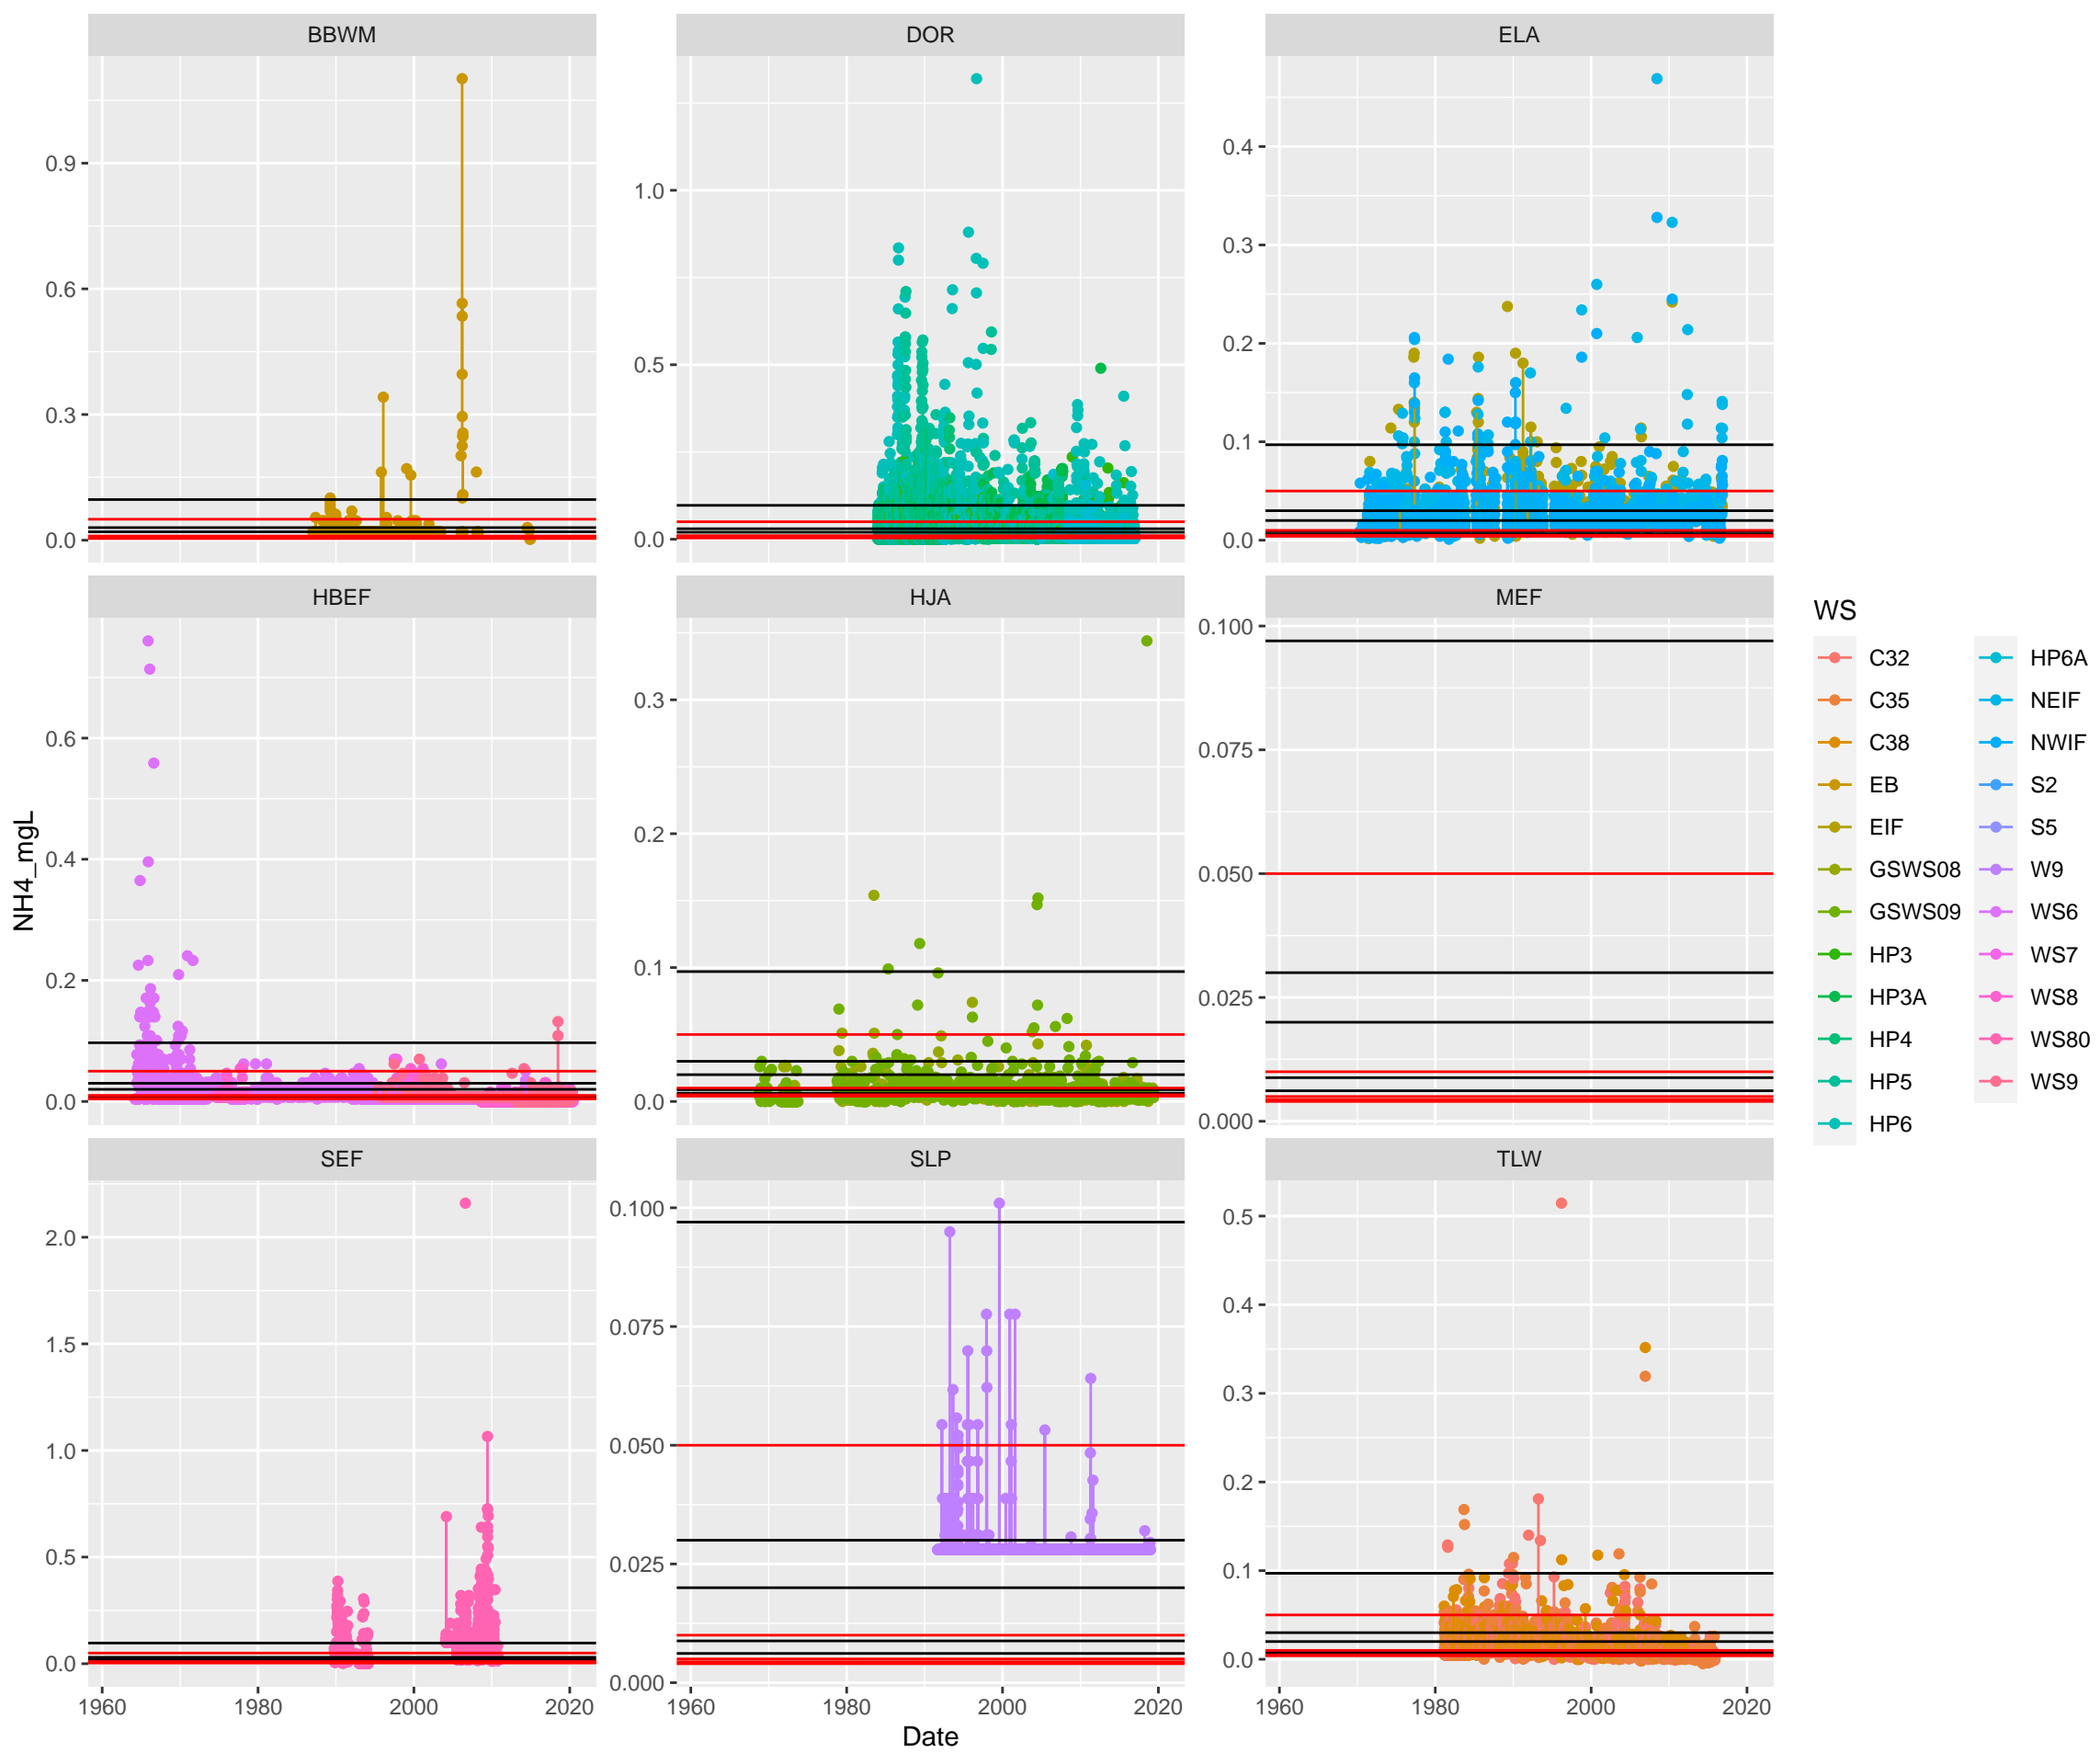 BBWM DOR ELA
0.9
0.6
0.3
0.0
1.0
0.5
0.0
0.4
0.3
0.2
0.1
0.0
HBEF HJA MEF
NH4_mgL
0.6
0.4
0.2
0.0
0.3
0.2
0.1
0.0
0.100
0.075
0.050
0.025
0.000
SEF SLP TLW
2.0
1.5
1.0
0.5
0.0
0.100
0.075
0.050
0.025
0.000
0.5
0.4
0.3
0.2
0.1
0.0
1960 1980 2000 2020 1960 1980 2000 2020 1960 1980 2000 2020
Date
WS
C32
C35
C38
EB
EIF
GSWS08
GSWS09
HP3
HP3A
HP4
HP5
HP6
HP6A
NEIF
NWIF
S2
S5
W9
WS6
WS7
WS8
WS80
WS9